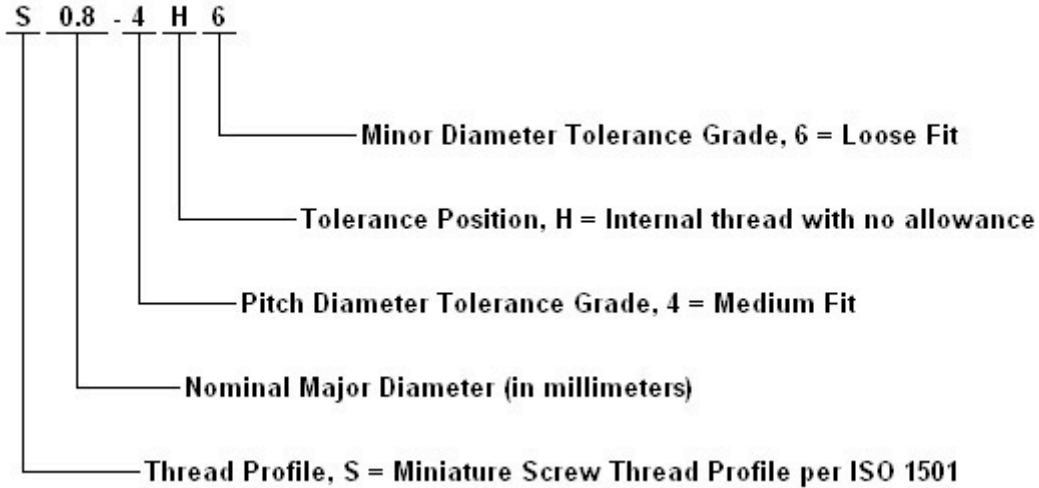 S 0.8 - 4 H 6
Minor Diameter Tolerance Grade, 6 = Loose Fit
Tolerance Position, H = Internal thread with no allowance
Pitch Diameter Tolerance Grade, 4 = Medium Fit
Nominal Major Diameter (in millimeters)
Thread Profile, S = Miniature Screw Thread Profile per ISO 1501